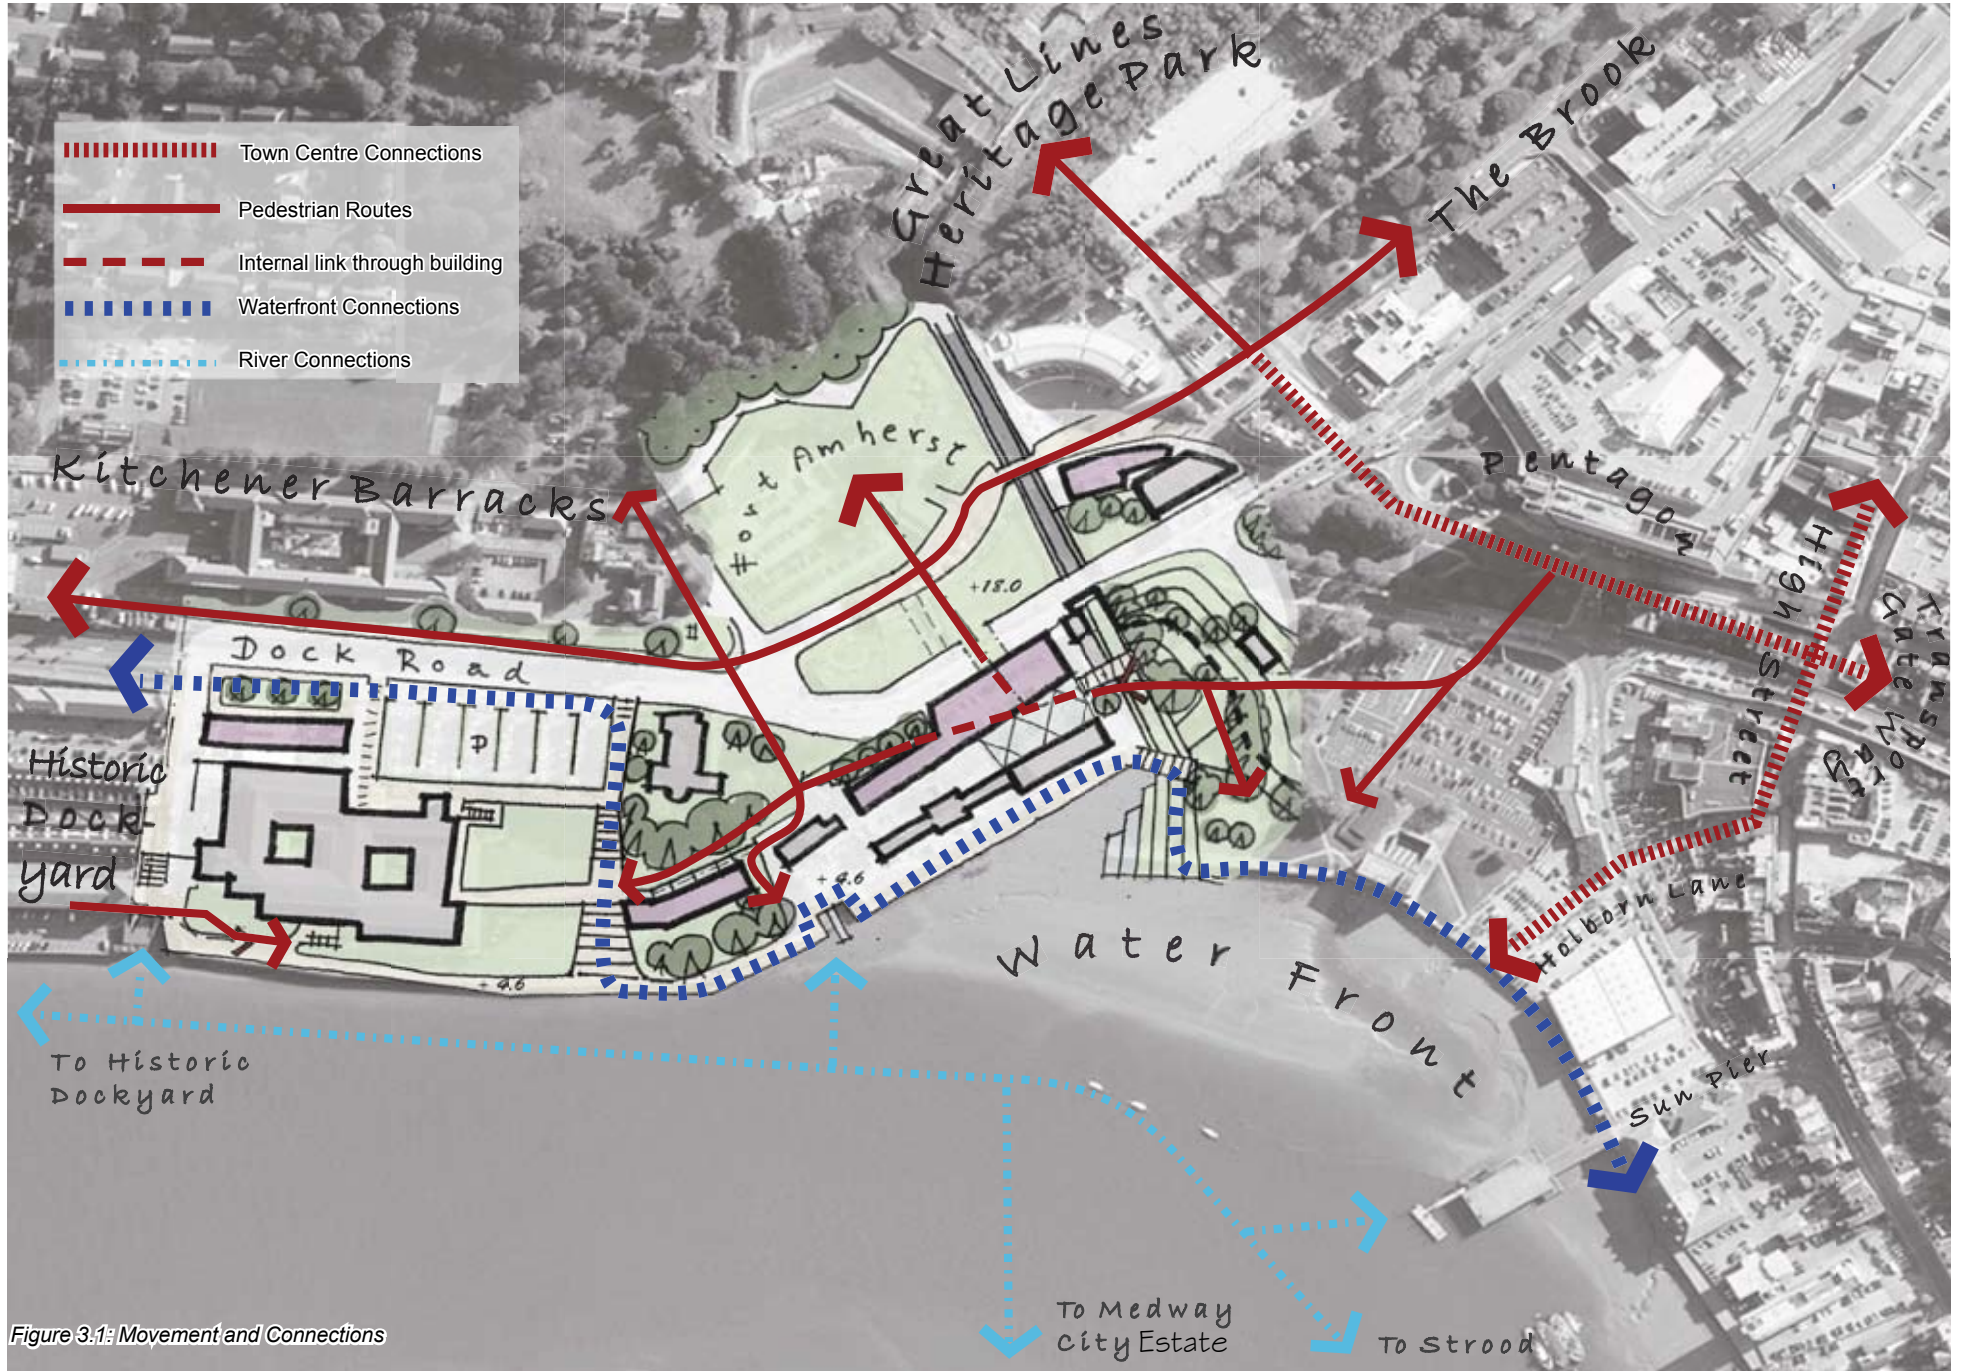 Great Lines
Heritage Park
The Brook
Town Centre Connections
Pedestrian Routes
Internal link through building
Waterfront Connections
River Connections
Kitchener Barracks
Fort Amherst
Pentagon
High Street
Transport
Gate Way
+18.0
Dock Road
P
Historic
Dock-
yard
+4.6
Holborn Lane
Water Front
+4.6
To Historic
Dockyard
Sun Pier
To Medway
City Estate
To Strood
Figure 3.1: Movement and Connections